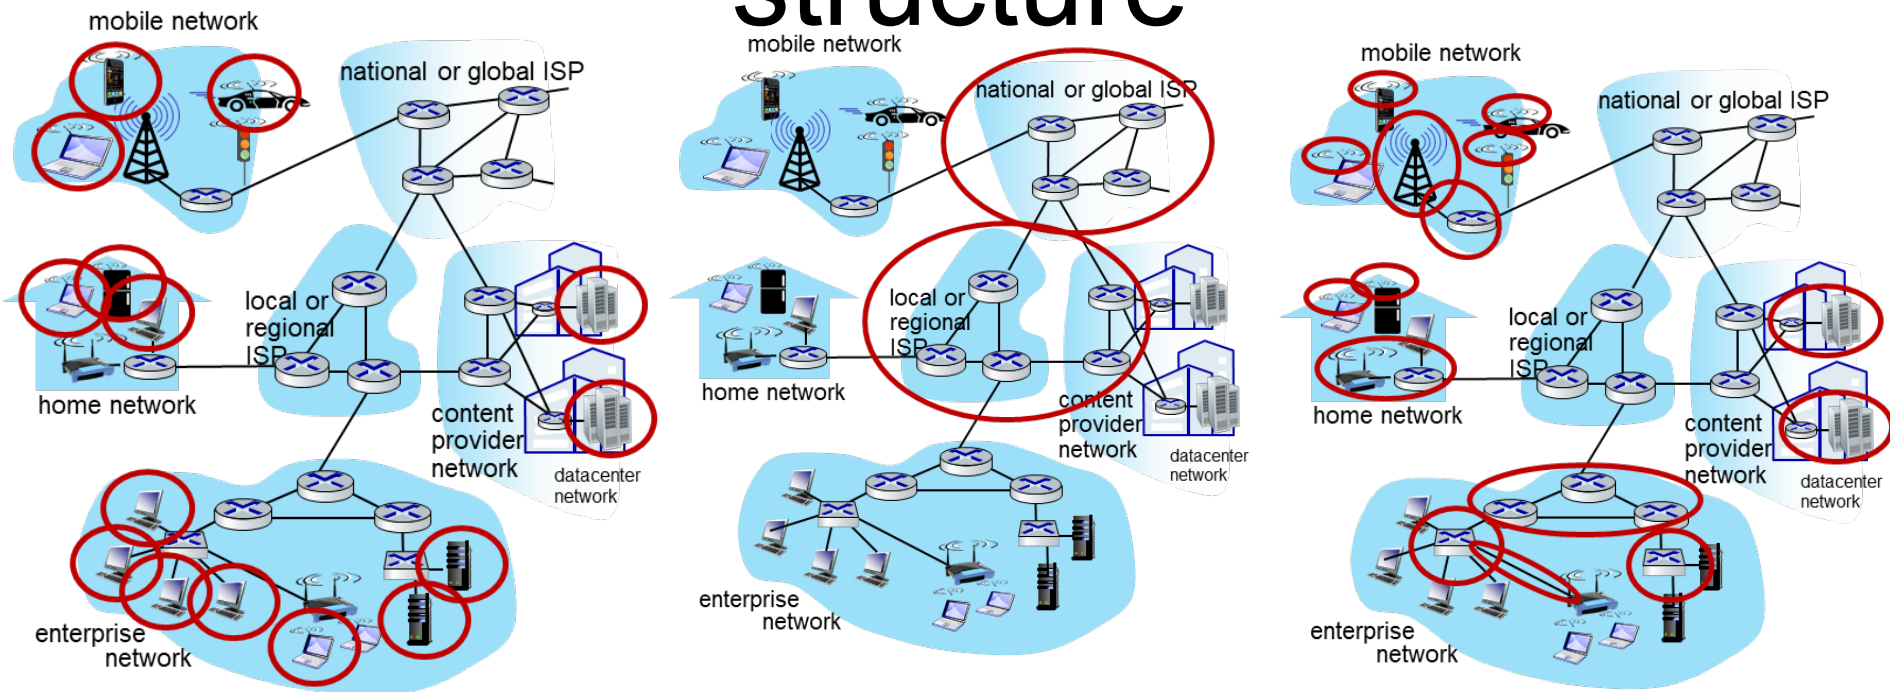 structure
mobile network
national or global ISP
local or
regional
ISP
home network
content
provider
network
datacenter
network
enterprise
network
mobile network
national or global ISP
local or
regional
ISP
home network
content
provider
network
datacenter
network
enterprise
network
mobile network
national or global ISP
local or
regional
ISP
home network
content
provider
network
datacenter
network
enterprise
network